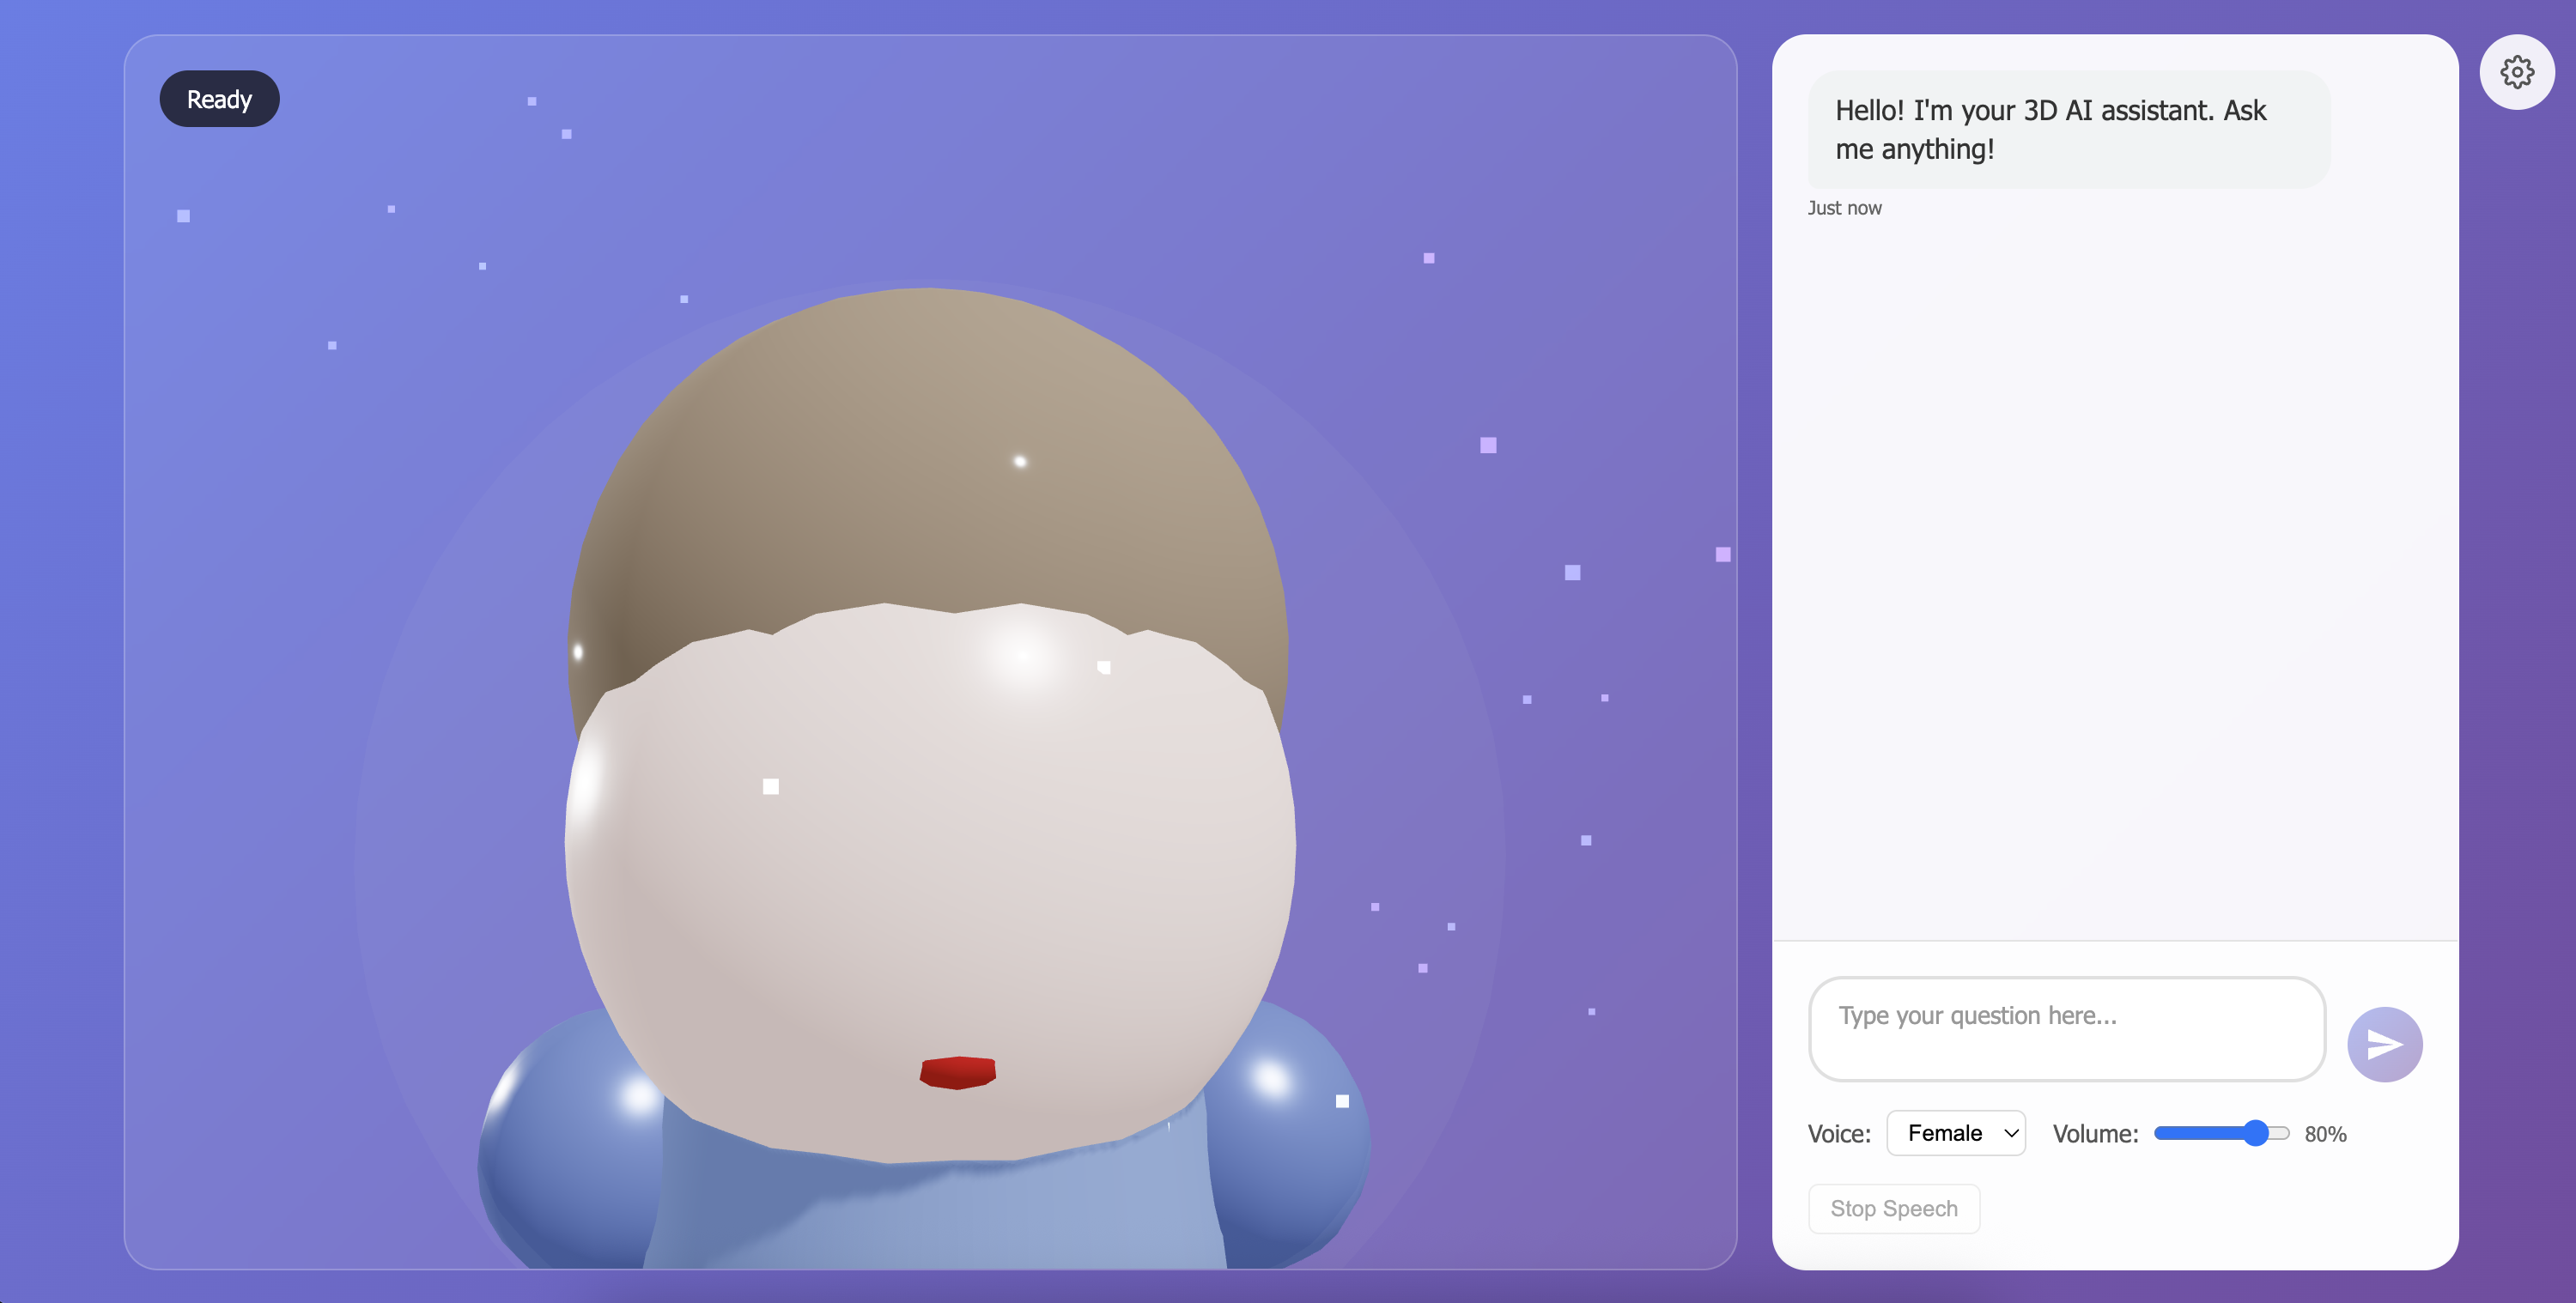 Ready
Hello! I'm your 3D AI assistant. Ask
me anything!
Just now
Type your question here...
Voice: Female Volume: 80%
Stop Speech